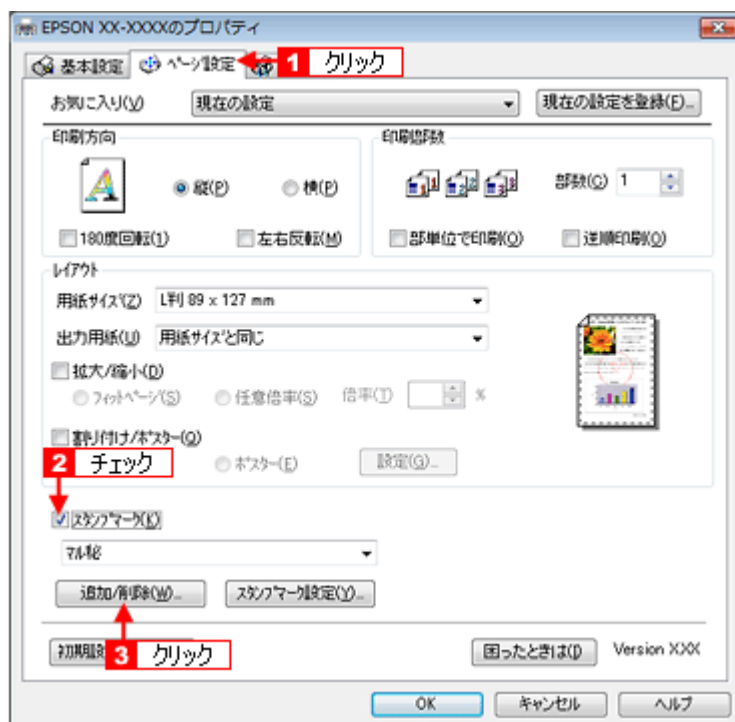 EPSON XX-XXXXのプロパティ
基本設定 ページ設定 1 クリック
お気に入り(V) 現在の設定 現在の設定を登録(F)...
印刷方向 印刷部数
縦(P) 横(P) 部数(C) 1
180度回転(1) 左右反転(M) 部単位で印刷(O) 逆順印刷(O)
レイアウト
用紙サイズ(Z) L判 89 x 127 mm
出力用紙(U) 用紙サイズと同じ
拡大/縮小(D)
フィットページ(S) 任意倍率(S) 倍率(T) %
割り付け/ポスター(Q)
2 チェック ポスター(E) 設定(G)...
スタンプマーク(K)
マル秘
追加/削除(W)... スタンプマーク設定(Y)...
3 クリック 困ったときは(I) Version X.XX
OK キャンセル ヘルプ